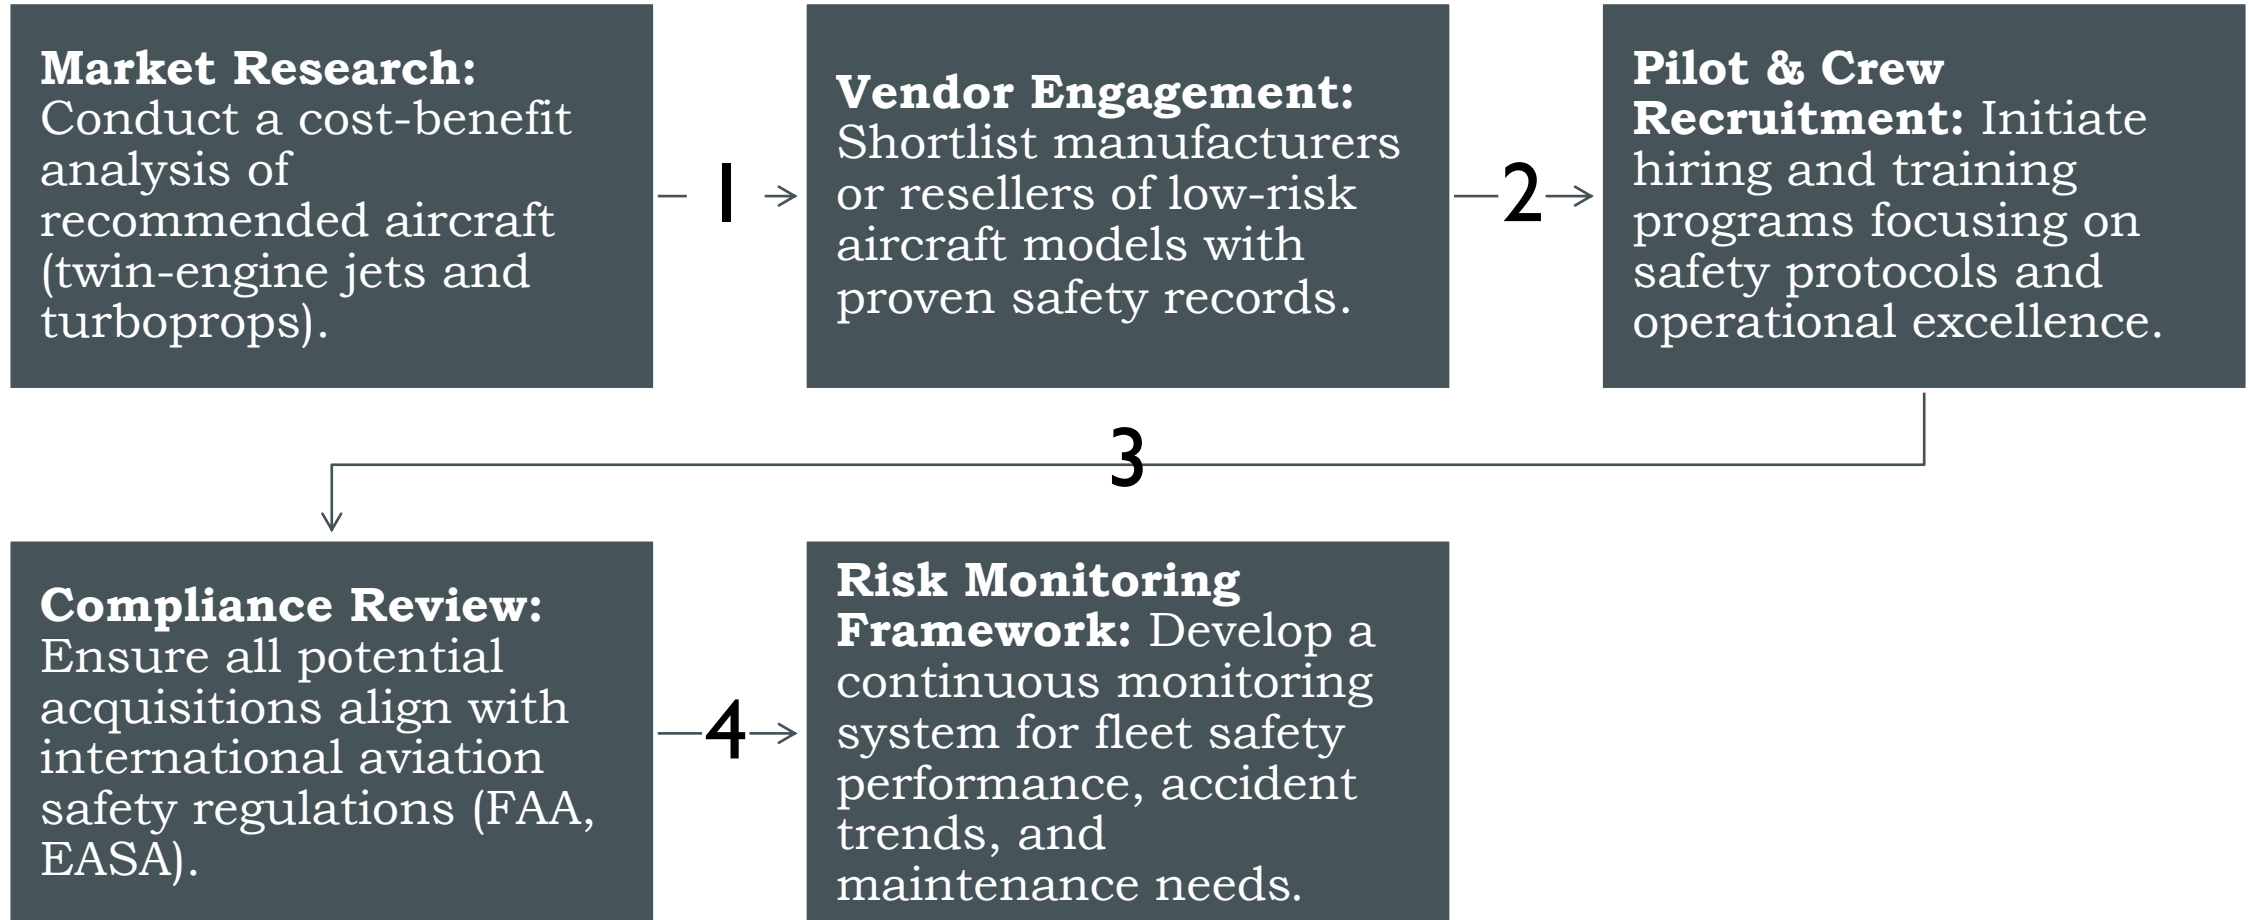 Market Research:
Conduct a cost-benefit
analysis of
recommended aircraft
(twin-engine jets and
turboprops).
1
Vendor Engagement:
Shortlist manufacturers
or resellers of low-risk
aircraft models with
proven safety records.
2
Pilot & Crew
Recruitment: Initiate
hiring and training
programs focusing on
safety protocols and
operational excellence.
3
Compliance Review:
Ensure all potential
acquisitions align with
international aviation
safety regulations (FAA,
EASA).
4
Risk Monitoring
Framework: Develop a
continuous monitoring
system for fleet safety
performance, accident
trends, and
maintenance needs.